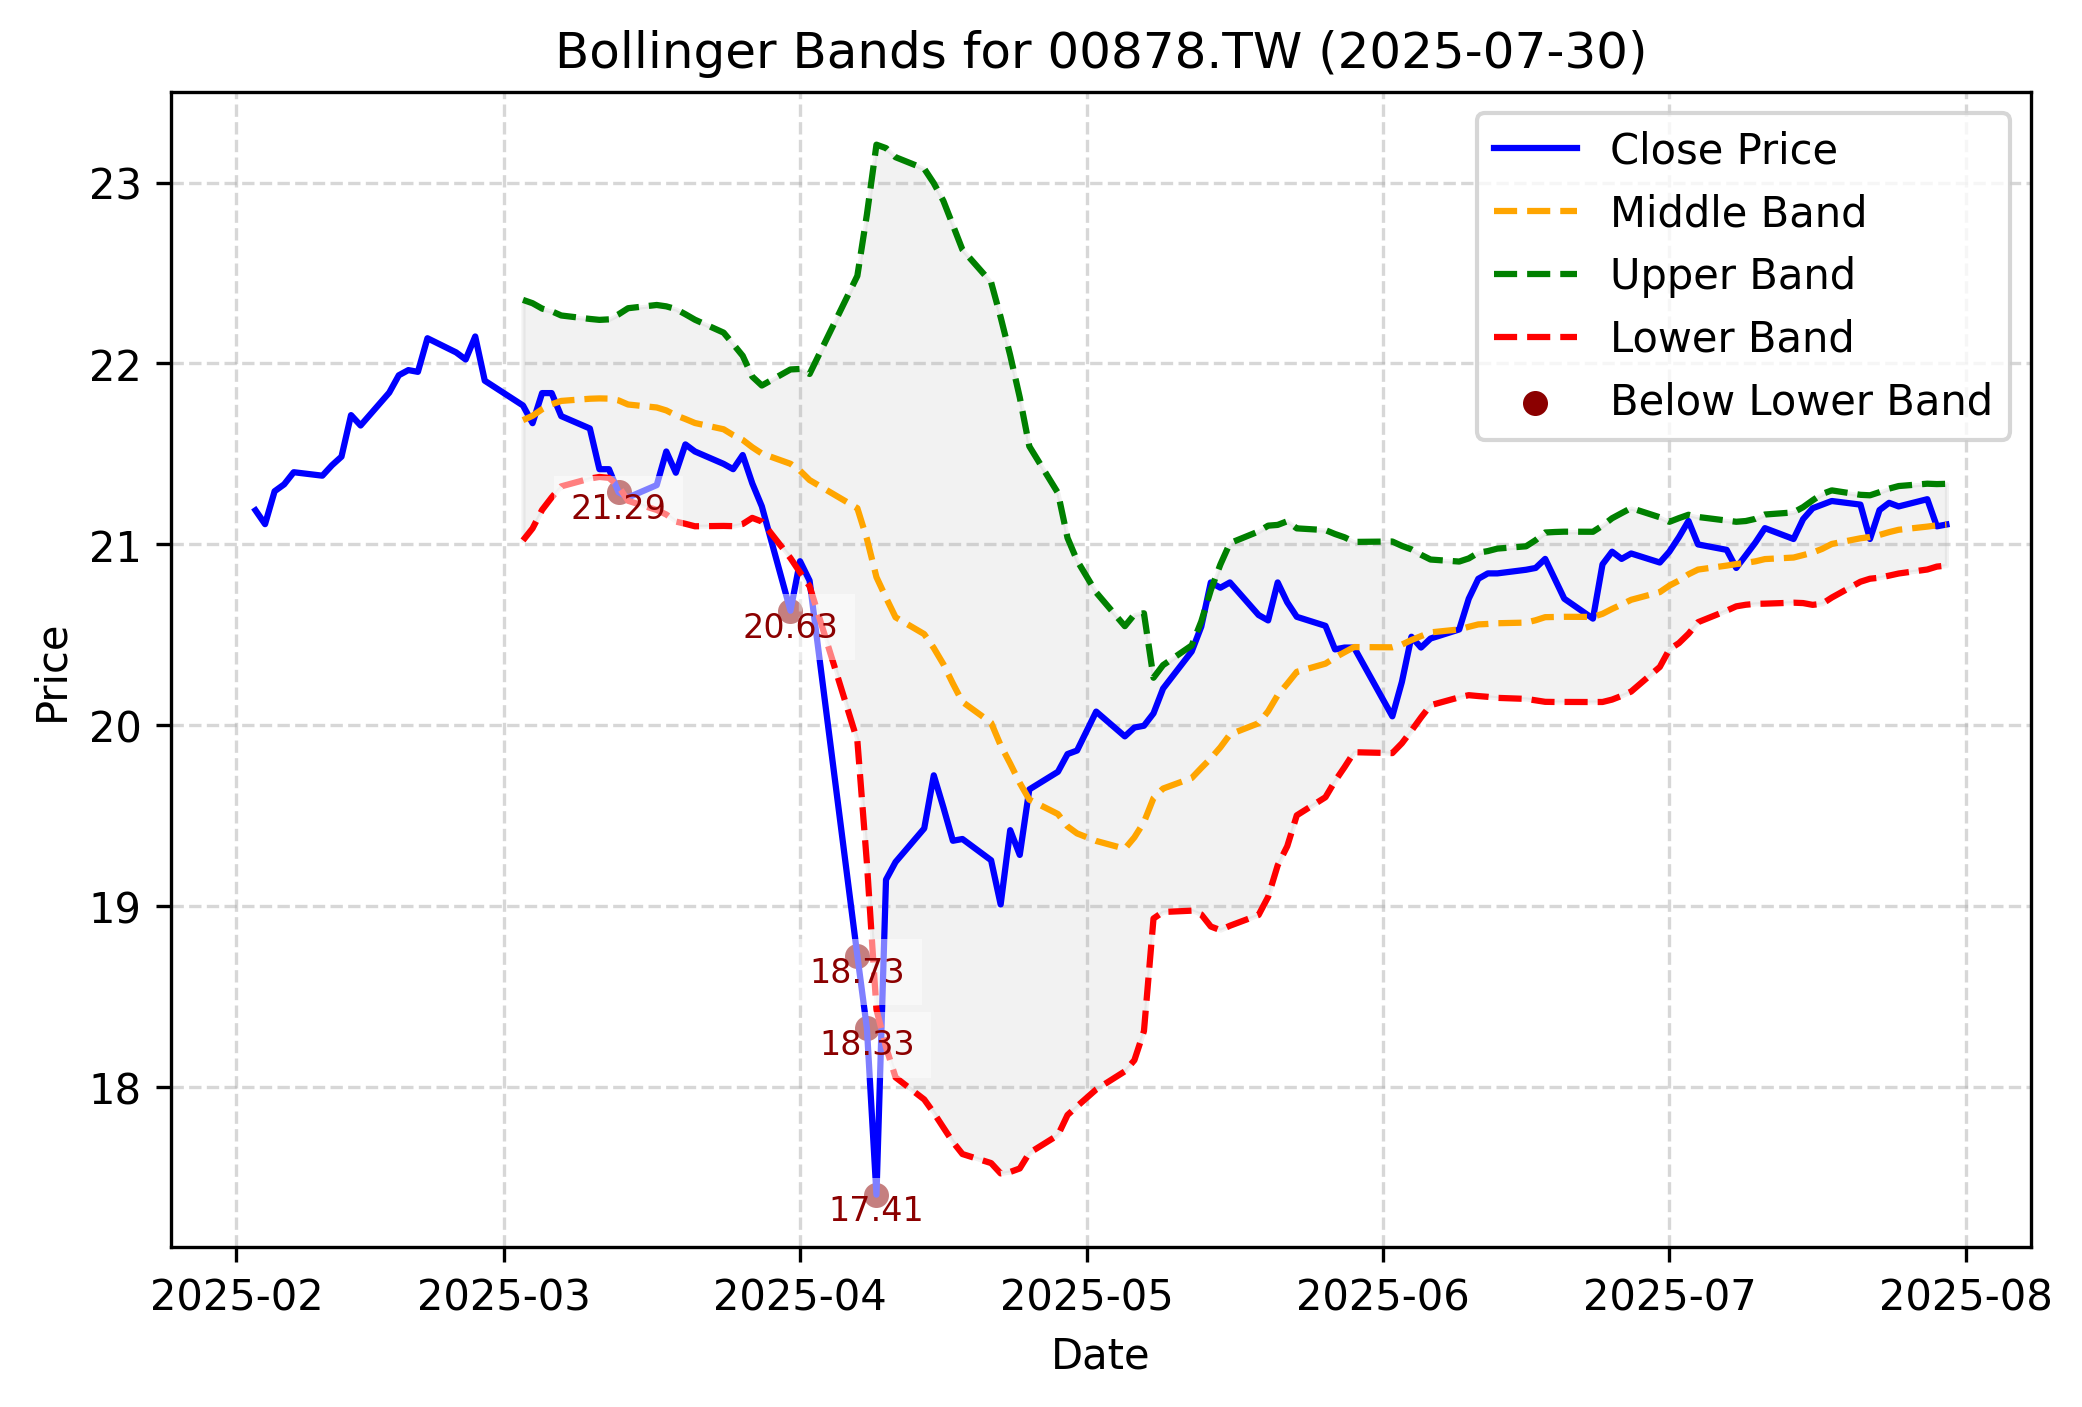 Bollinger Bands for 00878.TW (2025-07-30)
Close Price
Middle Band
Upper Band
Lower Band
Below Lower Band
23
22
21
20
19
18
Price
21.29
20.63
18.73
18.33
17.41
2025-02
2025-03
2025-04
2025-05
2025-06
2025-07
2025-08
Date